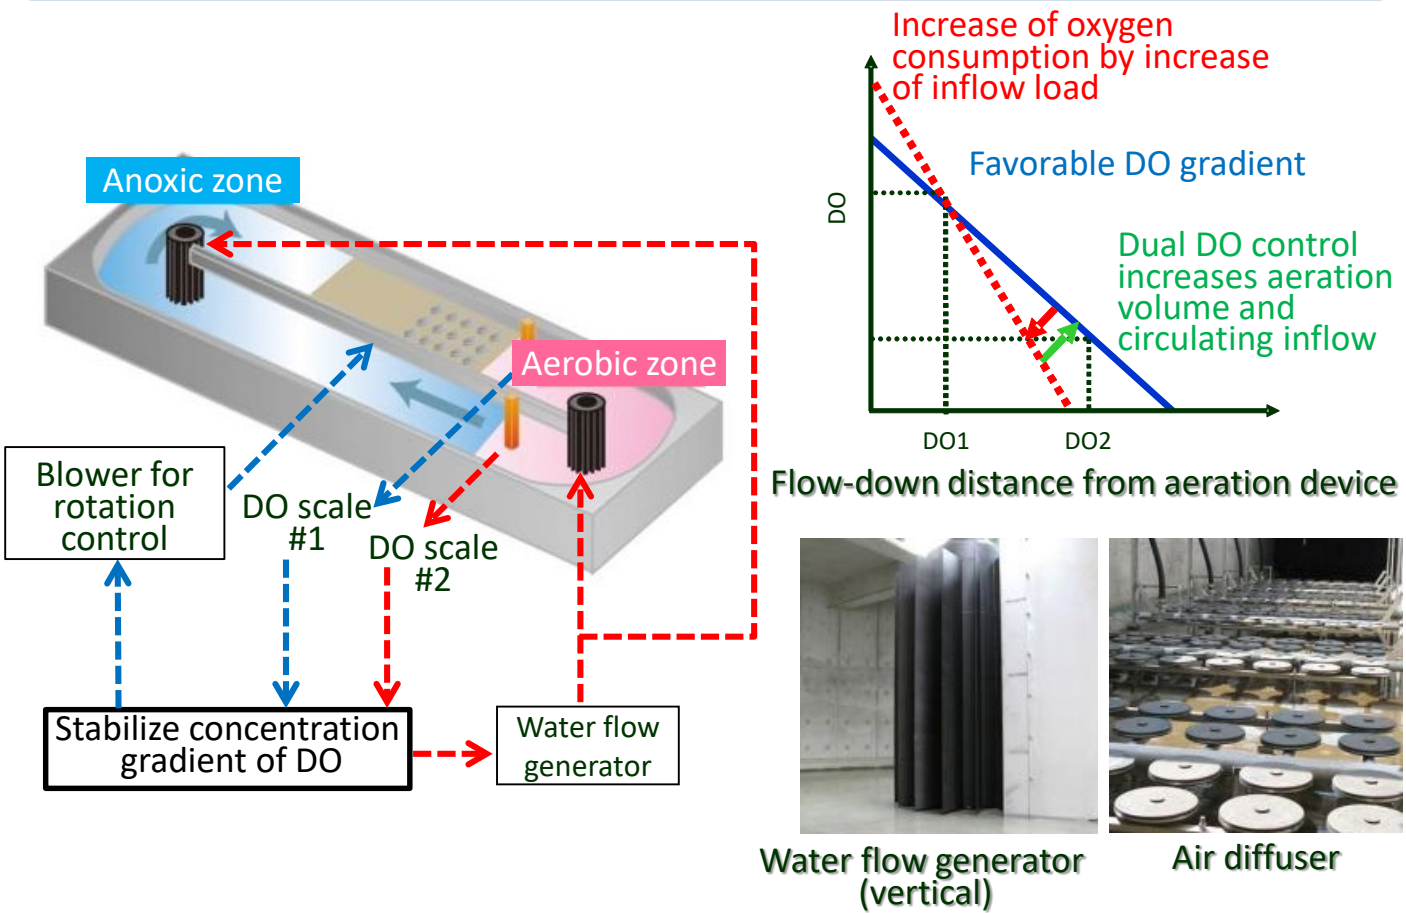 Increase of oxygen
consumption by increase
of inflow load
Anoxic zone
Favorable DO gradient
DO
Dual DO control
increases aeration
volume and
circulating inflow
Aerobic zone
DO1
DO2
Flow-down distance from aeration device
Blower for
rotation
control
DO scale
#1
DO scale
#2
Stabilize concentration
gradient of DO
Water flow
generator
Water flow generator
(vertical)
Air diffuser